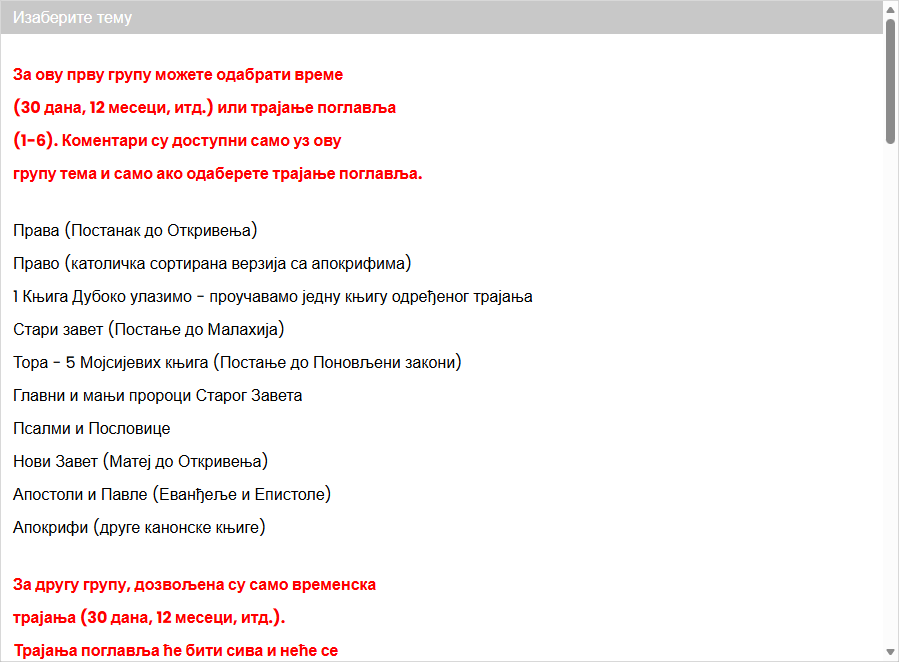 Изаберите тему
За ову прву групу можете одабрати време
(30 дана, 12 месеци, итд.) или трајање поглавља
(1-6). Коментари су доступни само уз ову
групу тема и само ако одаберете трајање поглавља.
Права (Постанак до Откривења)
Право (католичка сортирана верзија са апокрифима)
1 Књига Дубоко улазимо - проучавамо једну књигу одређеног трајања
Стари завет (Постање до Малахија)
Тора - 5 Мојсијевих књига (Постање до Поновљени закони)
Главни и мањи пророци Старог Завета
Псалми и Пословице
Нови Завет (Матеј до Откривења)
Апостоли и Павле (Еванђеље и Епистоле)
Апокрифи (друге канонске књиге)
За другу групу, дозвољена су само временска
трајања (30 дана, 12 месеци, итд.).
Трајања поглавља ће бити сива и неће се